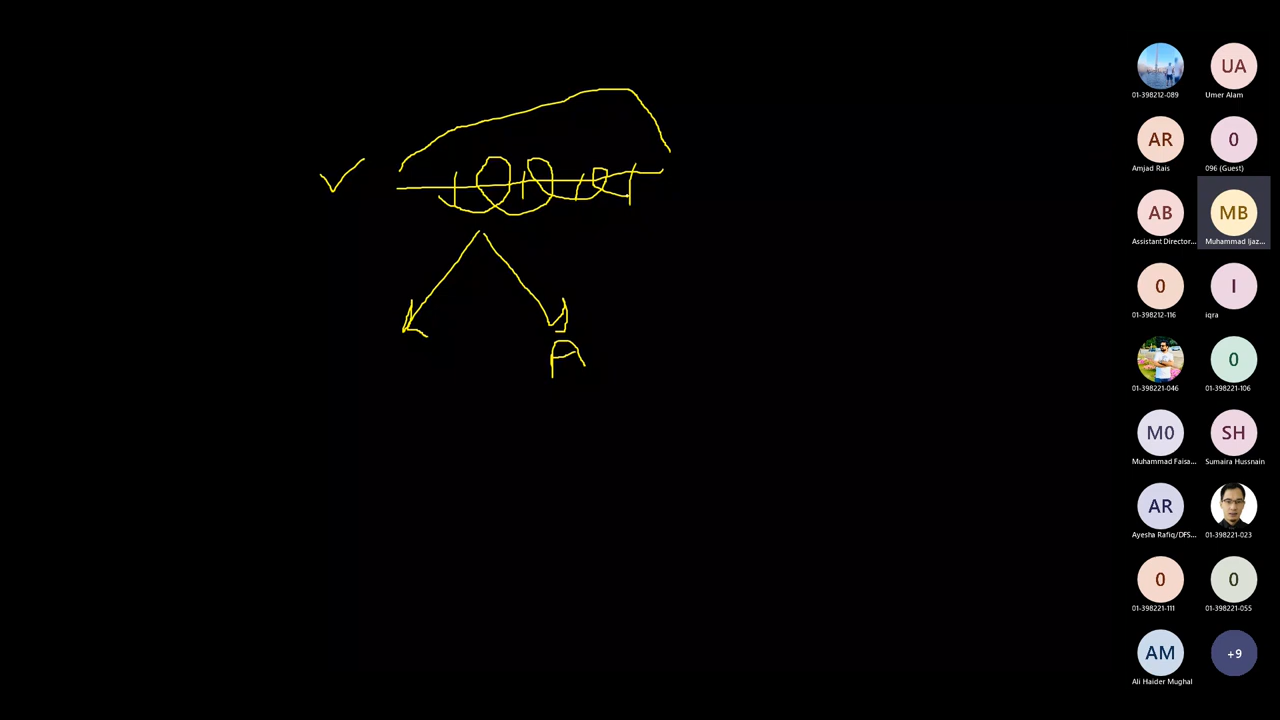 A
UA
01-398212-089
Umer Alam
AR
0
Amjad Rais
096 (Guest)
AB
MB
Assistant Director...
Muhammad Ijaz...
0
I
01-398212-116
iqra
0
01-398221-046
01-398221-106
M0
SH
Muhammad Faisa...
Sumaira Hussnain
AR
Ayesha Rafiq/DFS...
01-398221-023
0
0
01-398221-111
01-398221-055
AM
+9
Ali Haider Mughal